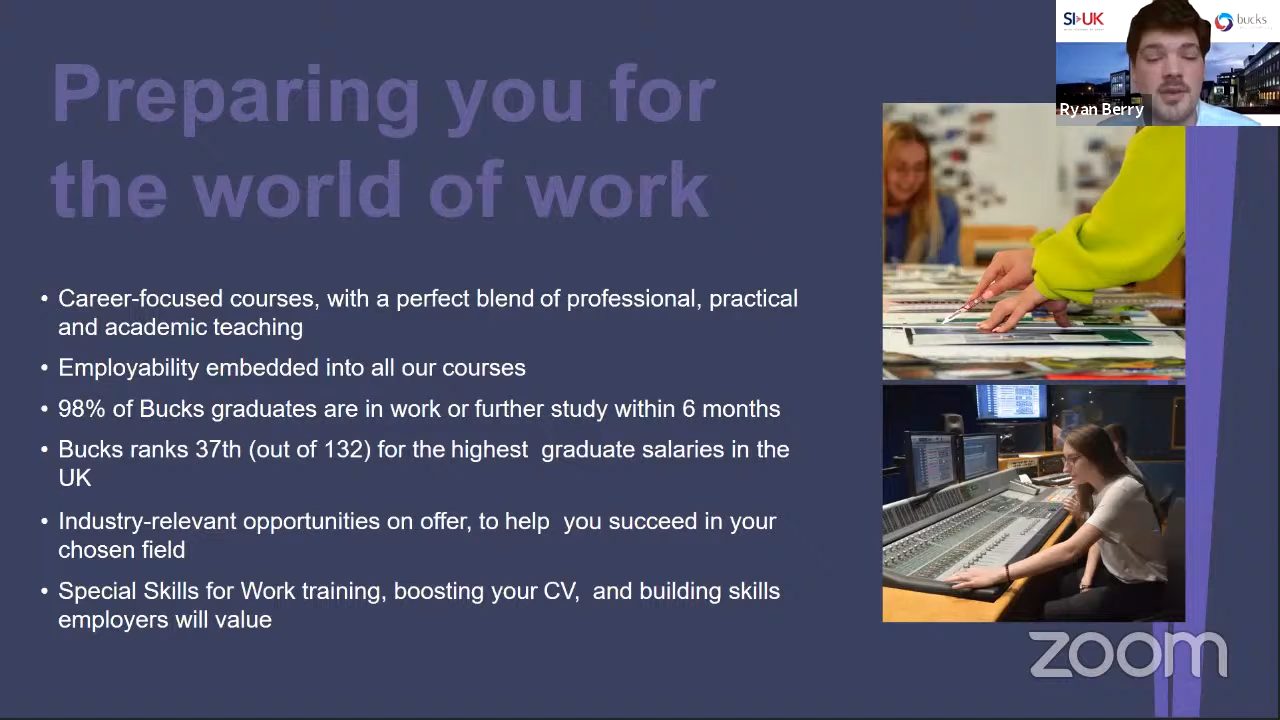 SI-UK
bucks
Ryan Berry
Preparing you for
the world of work
• Career-focused courses, with a perfect blend of professional, practical
and academic teaching
• Employability embedded into all our courses
• 98% of Bucks graduates are in work or further study within 6 months
• Bucks ranks 37th (out of 132) for the highest  graduate salaries in the
UK
• Industry-relevant opportunities on offer, to help  you succeed in your
chosen field
• Special Skills for Work training, boosting your CV,  and building skills
employers will value
zoom